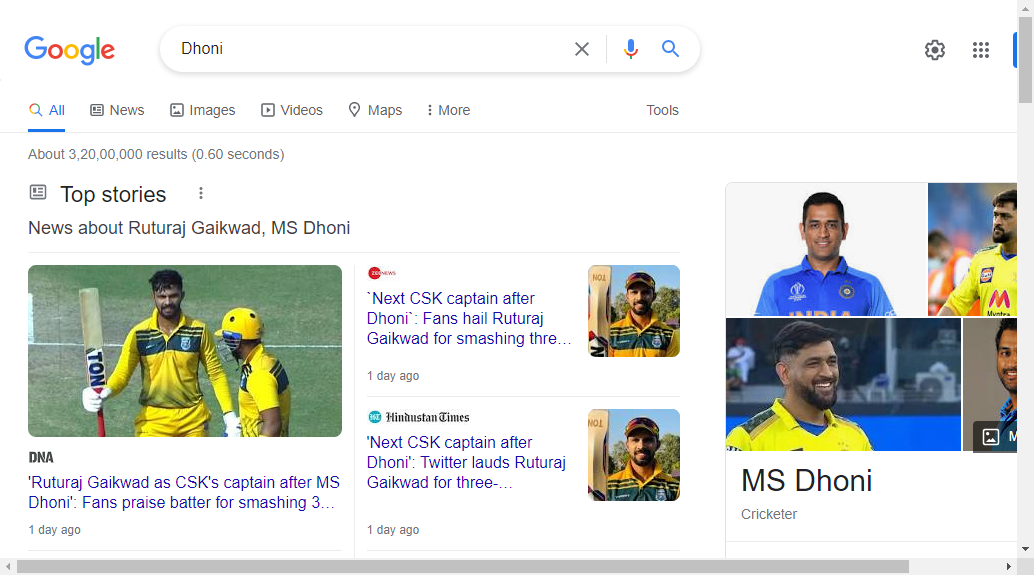 Google
Dhoni
All
News
Images
Videos
Maps
More
Tools
About 3,20,00,000 results (0.60 seconds)
Top stories
News about Ruturaj Gaikwad, MS Dhoni
TON
DNA
'Ruturaj Gaikwad as CSK's captain after MS
Dhoni': Fans praise batter for smashing 3…
1 day ago
ZEE NEWS
`Next CSK captain after
Dhoni`: Fans hail Ruturaj
Gaikwad for smashing thre…
1 day ago
HT Hindustan Times
'Next CSK captain after
Dhoni': Twitter lauds Ruturaj
Gaikwad for three-…
1 day ago
INDIA
Myntra
M
MS Dhoni
Cricketer